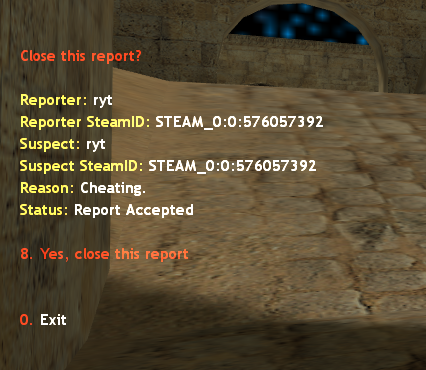 Close this report?
Reporter: ryt
Reporter SteamID: STEAM_0:0:576057392
Suspect: ryt
Suspect SteamID: STEAM_0:0:576057392
Reason: Cheating.
Status: Report Accepted
8. Yes, close this report
0. Exit